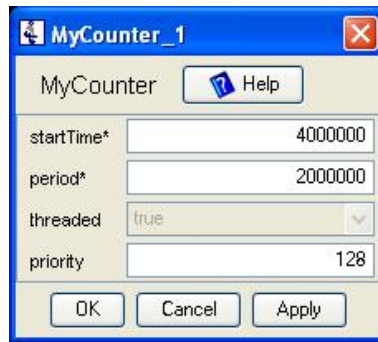 MyCounter_1
MyCounter Help
startTime* 4000000
period* 2000000
threaded true
priority 128
OK Cancel Apply